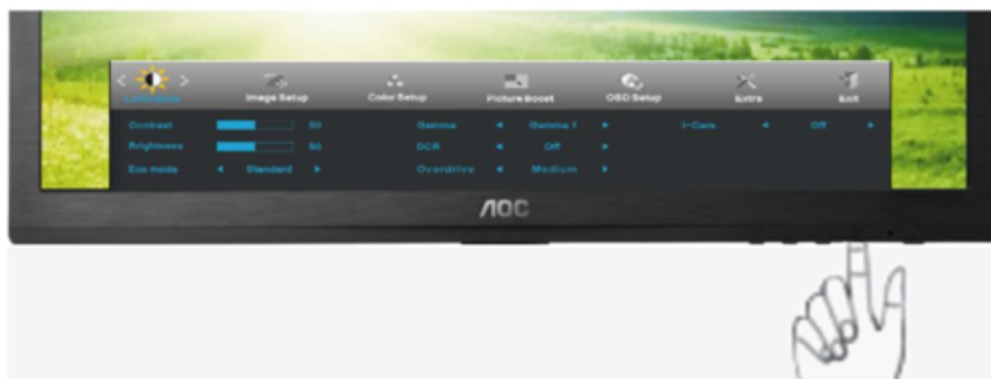 Luminance Image Setup Color Setup Picture Boost OSD Setup Extra Exit
Contrast 50 Gamma Gamma 1 I-Care Off
Brightness 50 DCR Off
Eco mode Standard Overdrive Medium
AOC